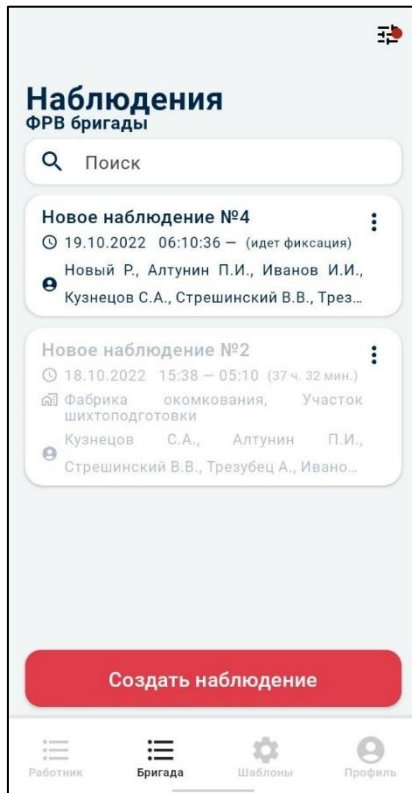 Наблюдения
ФРВ бригады
Поиск
Новое наблюдение №4
19.10.2022 06:10:36 — (идет фиксация)
Новый Р., Алтунин П.И., Иванов И.И.,
Кузнецов С.А., Стрешинский В.В., Трез...
Новое наблюдение №2
18.10.2022 15:38 — 05:10 (37 ч. 32 мин.)
Фабрика окомкования, Участок
шихтоподготовки
Кузнецов С.А., Алтунин П.И.,
Стрешинский В.В., Трезубец А., Ивано...
Создать наблюдение
Работник Бригада Шаблоны Профиль